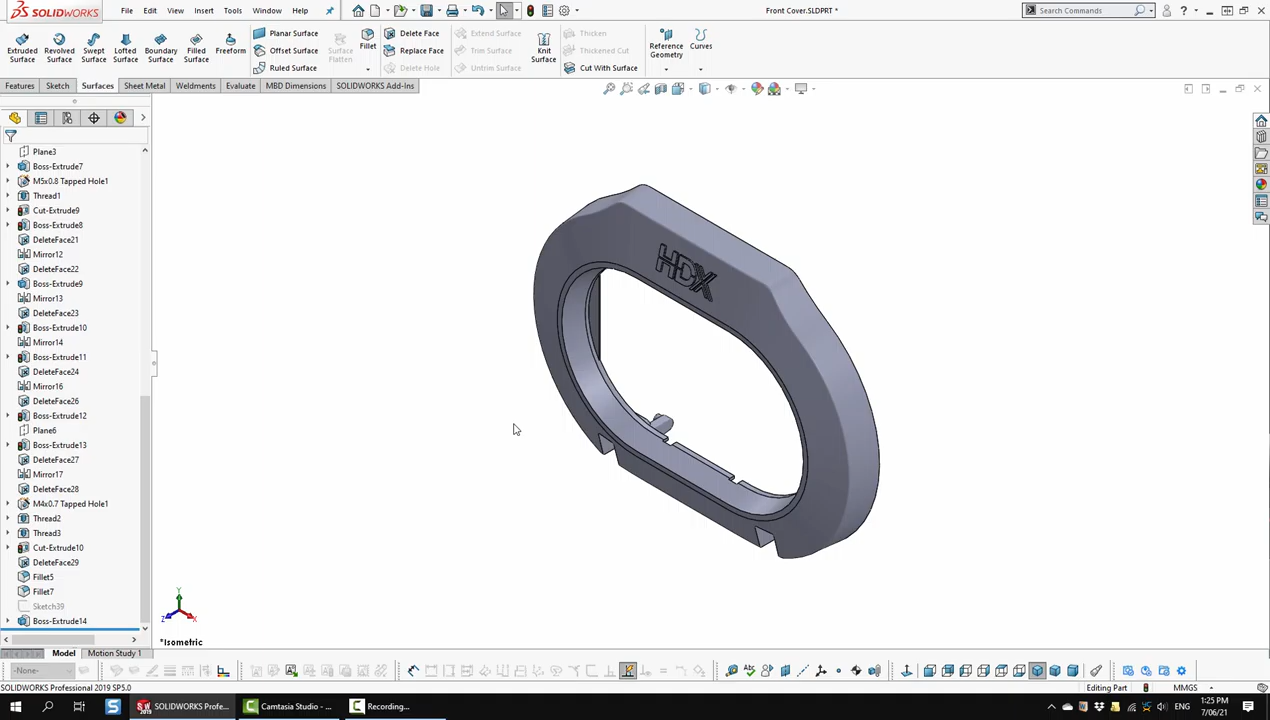 SOLIDWORKS File Edit View Insert Tools Window Help Front Cover.SLDPRT * Search Commands
Extruded Surface
Revolved Surface
Swept Surface
Lofted Surface
Boundary Surface
Filled Surface
Freeform
Planar Surface
Offset Surface
Ruled Surface
Surface Flatten
Fillet
Delete Face
Replace Face
Delete Hole
Extend Surface
Trim Surface
Untrim Surface
Knit Surface
Thicken
Thickened Cut
Cut With Surface
Reference Geometry
Curves
Features Sketch Surfaces Sheet Metal Weldments Evaluate MBD Dimensions SOLIDWORKS Add-Ins
Plane3
Boss-Extrude7
M5x0.8 Tapped Hole1
Thread1
Cut-Extrude9
Boss-Extrude8
DeleteFace21
Mirror12
DeleteFace22
Boss-Extrude9
Mirror13
DeleteFace23
Boss-Extrude10
Mirror14
Boss-Extrude11
DeleteFace24
Mirror16
DeleteFace26
Boss-Extrude12
Plane6
Boss-Extrude13
DeleteFace27
Mirror17
DeleteFace28
M4x0.7 Tapped Hole1
Thread2
Thread3
Cut-Extrude10
DeleteFace29
Fillet5
Fillet7
Sketch39
Boss-Extrude14
HDX
Y
Z
X
*Isometric
Model Motion Study 1
-None-
SOLIDWORKS Professional 2019 SP5.0 Editing Part MMGS
SOLIDWORKS Profe... Camtasia Studio - ... Recording... 1:25 PM
7/06/21